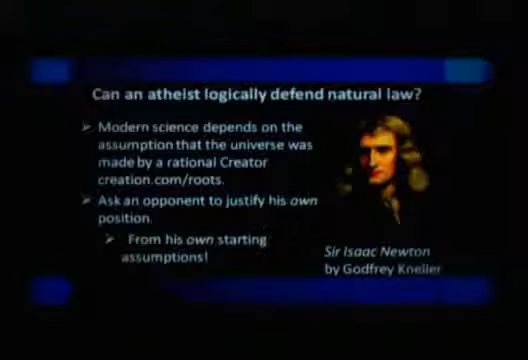 Can an atheist logically defend natural law?
Modern science depends on the
assumption that the universe was
made by a rational Creator
creation.com/roots.
Ask an opponent to justify his own
position.
From his own starting
assumptions!
Sir Isaac Newton
by Godfrey Kneller